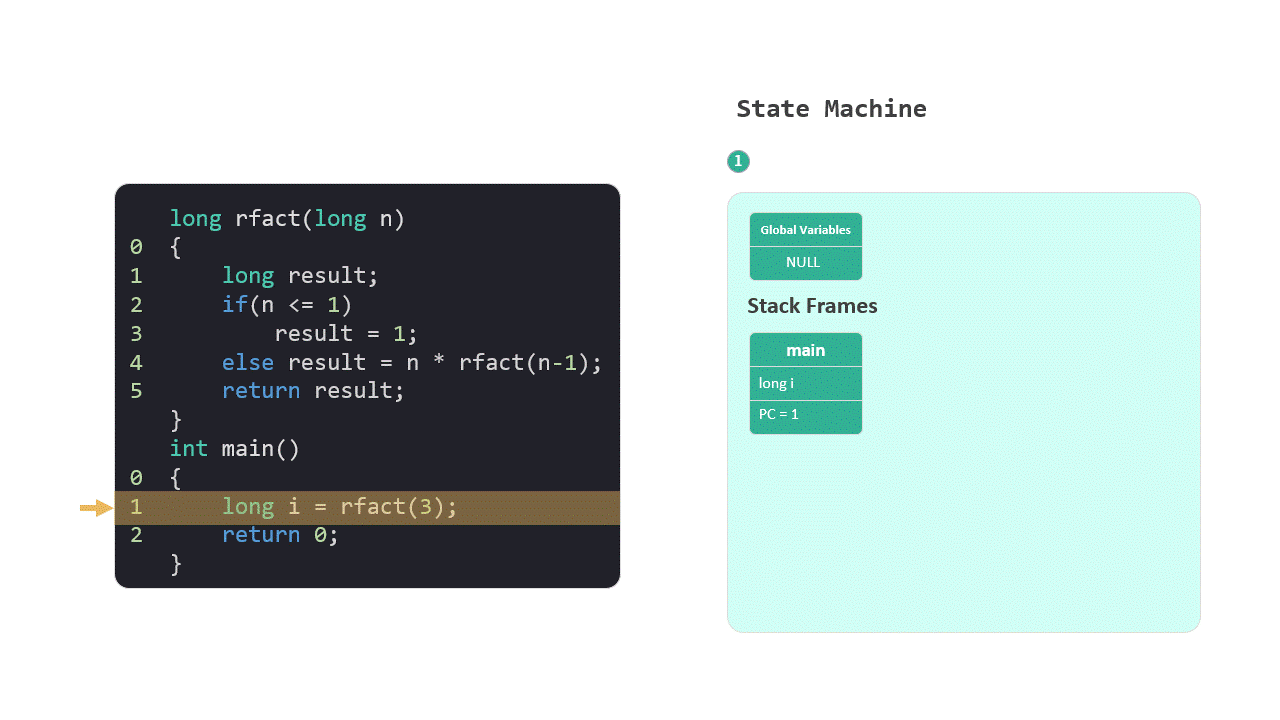 State Machine
1
long rfact(long n)
0 {
1 long result;
2 if(n <= 1)
3 result = 1;
4 else result = n * rfact(n-1);
5 return result;
}
int main()
0 {
1 long i = rfact(3);
2 return 0;
}
Global Variables
NULL
Stack Frames
main
long i
PC = 1